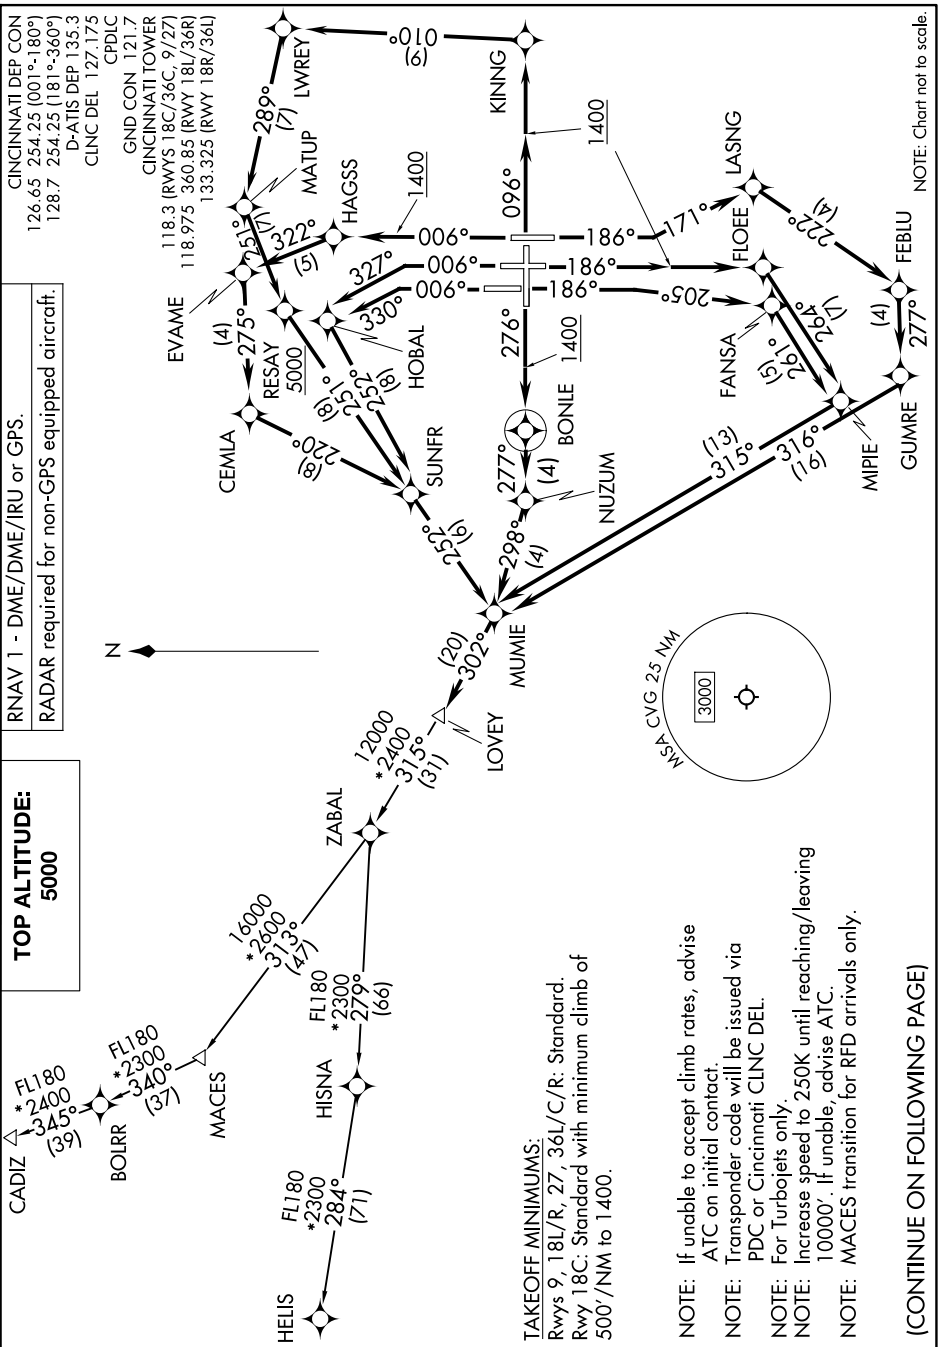 CINCINNATI DEP CON
126.65 254.25 (001°-180°)
128.7 254.25 (181°-360°)
D-ATIS DEP 135.3
CLNC DEL 127.175
CPDLC
GND CON 121.7
CINCINNATI TOWER
118.3 (RWYS 18C/36C, 9/27)
118.975 360.85 (RWY 18L/36R)
133.325 (RWY 18R/36L)
RNAV 1 - DME/DME/IRU or GPS.
RADAR required for non-GPS equipped aircraft.
TOP ALTITUDE:
5000
N
CADIZ
FL180
*2400
345°
(39)
BOLRR
FL180
*2300
340°
(37)
MACES
16000
*2600
313°
(47)
HELIS
FL180
*2300
284°
(71)
HISNA
FL180
*2300
279°
(66)
ZABAL
12000
*2400
315°
(31)
LOVEY
(20)
302°
MUMIE
252°
(9)
SUNFR
CEMLA
220°
(8)
EVAME
(4)
275°
RESAY
5000
251°
(8)
252°
(8)
HOBAL
LWREY
289°
(7)
MATUP
251°
(7)
HAGSS
322°
(5)
327°
330°
006°
006°
006°
1400
010°
(9)
KINNG
096°
1400
276°
1400
BONLE
277°
(4)
NUZUM
298°
(4)
186°
186°
186°
171°
205°
LASNG
222°
(4)
FEBLU
(4)
277°
GUMRE
FLOEE
264°
(7)
FANSA
261°
(5)
MIPIE
(13)
315°
316°
(16)
MSA CVG 25 NM
3000
NOTE: Chart not to scale.
TAKEOFF MINIMUMS:
Rwys 9, 18L/R, 27, 36L/C/R: Standard.
Rwy 18C: Standard with minimum climb of
500'/NM to 1400.
NOTE: If unable to accept climb rates, advise
ATC on initial contact.
NOTE: Transponder code will be issued via
PDC or Cincinnati CLNC DEL.
NOTE: For Turbojets only.
NOTE: Increase speed to 250K until reaching/leaving
10000'. If unable, advise ATC.
NOTE: MACES transition for RFD arrivals only.
(CONTINUE ON FOLLOWING PAGE)